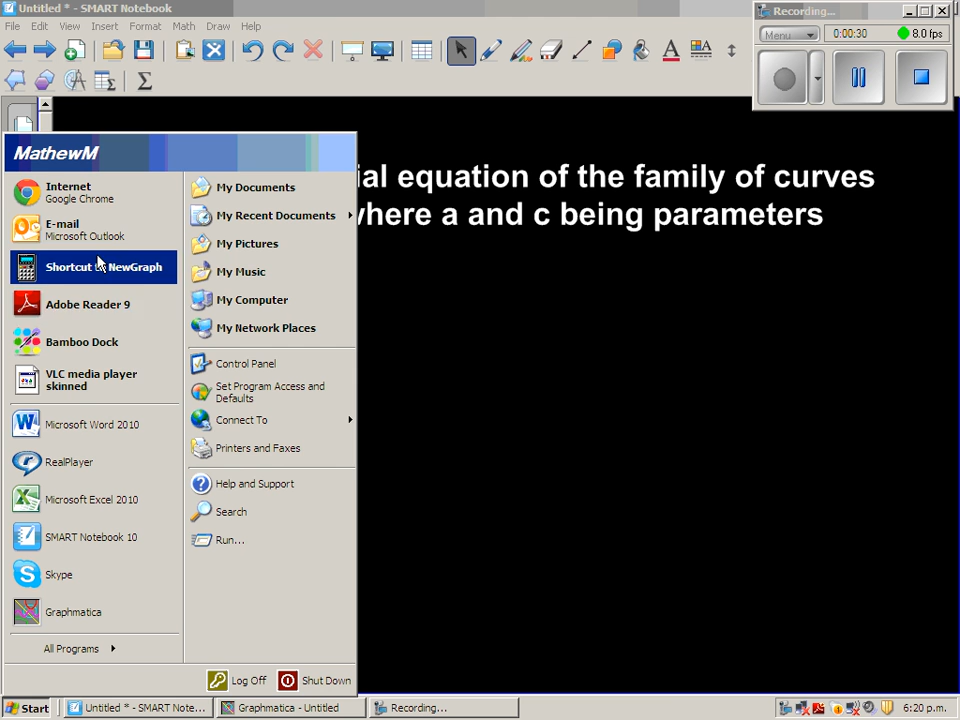 Untitled * - SMART Notebook
File Edit View Insert Format Math Draw Help
Recording...
Menu 0:00:30 8.0 fps
MathewM
ial equation of the family of curves
where a and c being parameters
Internet
Google Chrome
E-mail
Microsoft Outlook
Shortcut NewGraph
Adobe Reader 9
Bamboo Dock
VLC media player
skinned
Microsoft Word 2010
RealPlayer
Microsoft Excel 2010
SMART Notebook 10
Skype
Graphmatica
All Programs
My Documents
My Recent Documents
My Pictures
My Music
My Computer
My Network Places
Control Panel
Set Program Access and
Defaults
Connect To
Printers and Faxes
Help and Support
Search
Run...
Log Off Shut Down
Start Untitled * - SMART Note... Graphmatica - Untitled Recording... 6:20 p.m.